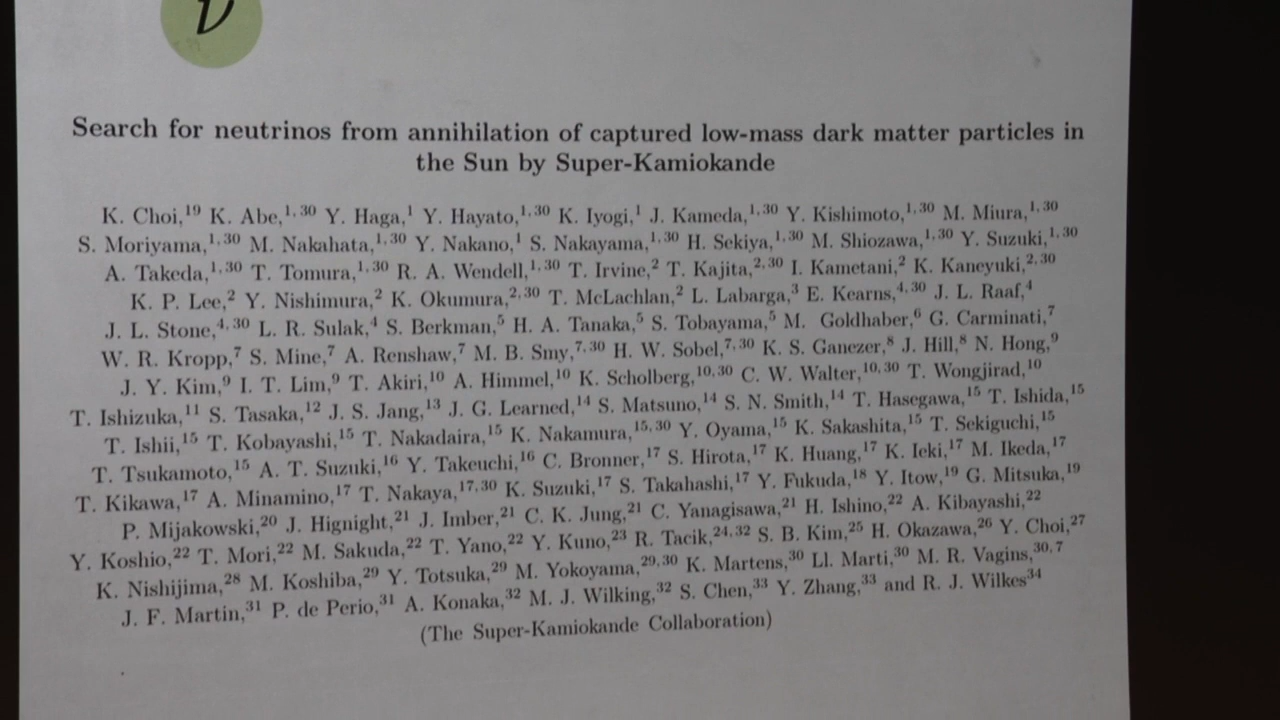 ν
Search for neutrinos from annihilation of captured low-mass dark matter particles in
the Sun by Super-Kamiokande
K. Choi,19 K. Abe,1, 30 Y. Haga,1 Y. Hayato,1, 30 K. Iyogi,1 J. Kameda,1, 30 Y. Kishimoto,1, 30 M. Miura,1, 30
S. Moriyama,1, 30 M. Nakahata,1, 30 Y. Nakano,1 S. Nakayama,1, 30 H. Sekiya,1, 30 M. Shiozawa,1, 30 Y. Suzuki,1, 30
A. Takeda,1, 30 T. Tomura,1, 30 R. A. Wendell,1, 30 T. Irvine,2 T. Kajita,2, 30 I. Kametani,2 K. Kaneyuki,2, 30
K. P. Lee,2 Y. Nishimura,2 K. Okumura,2, 30 T. McLachlan,2 L. Labarga,3 E. Kearns,4, 30 J. L. Raaf,4
J. L. Stone,4, 30 L. R. Sulak,4 S. Berkman,5 H. A. Tanaka,5 S. Tobayama,5 M. Goldhaber,6 G. Carminati,7
W. R. Kropp,7 S. Mine,7 A. Renshaw,7 M. B. Smy,7, 30 H. W. Sobel,7, 30 K. S. Ganezer,8 J. Hill,8 N. Hong,9
J. Y. Kim,9 I. T. Lim,9 T. Akiri,10 A. Himmel,10 K. Scholberg,10, 30 C. W. Walter,10, 30 T. Wongjirad,10
T. Ishizuka,11 S. Tasaka,12 J. S. Jang,13 J. G. Learned,14 S. Matsuno,14 S. N. Smith,14 T. Hasegawa,15 T. Ishida,15
T. Ishii,15 T. Kobayashi,15 T. Nakadaira,15 K. Nakamura,15, 30 Y. Oyama,15 K. Sakashita,15 T. Sekiguchi,15
T. Tsukamoto,15 A. T. Suzuki,16 Y. Takeuchi,16 C. Bronner,17 S. Hirota,17 K. Huang,17 K. Ieki,17 M. Ikeda,17
T. Kikawa,17 A. Minamino,17 T. Nakaya,17, 30 K. Suzuki,17 S. Takahashi,17 Y. Fukuda,18 Y. Itow,19 G. Mitsuka,19
P. Mijakowski,20 J. Hignight,21 J. Imber,21 C. K. Jung,21 C. Yanagisawa,21 H. Ishino,22 A. Kibayashi,22
Y. Koshio,22 T. Mori,22 M. Sakuda,22 T. Yano,22 Y. Kuno,23 R. Tacik,24, 32 S. B. Kim,25 H. Okazawa,26 Y. Choi,27
K. Nishijima,28 M. Koshiba,29 Y. Totsuka,29 M. Yokoyama,29, 30 K. Martens,30 Ll. Marti,30 M. R. Vagins,30, 7
J. F. Martin,31 P. de Perio,31 A. Konaka,32 M. J. Wilking,32 S. Chen,33 Y. Zhang,33 and R. J. Wilkes34
(The Super-Kamiokande Collaboration)